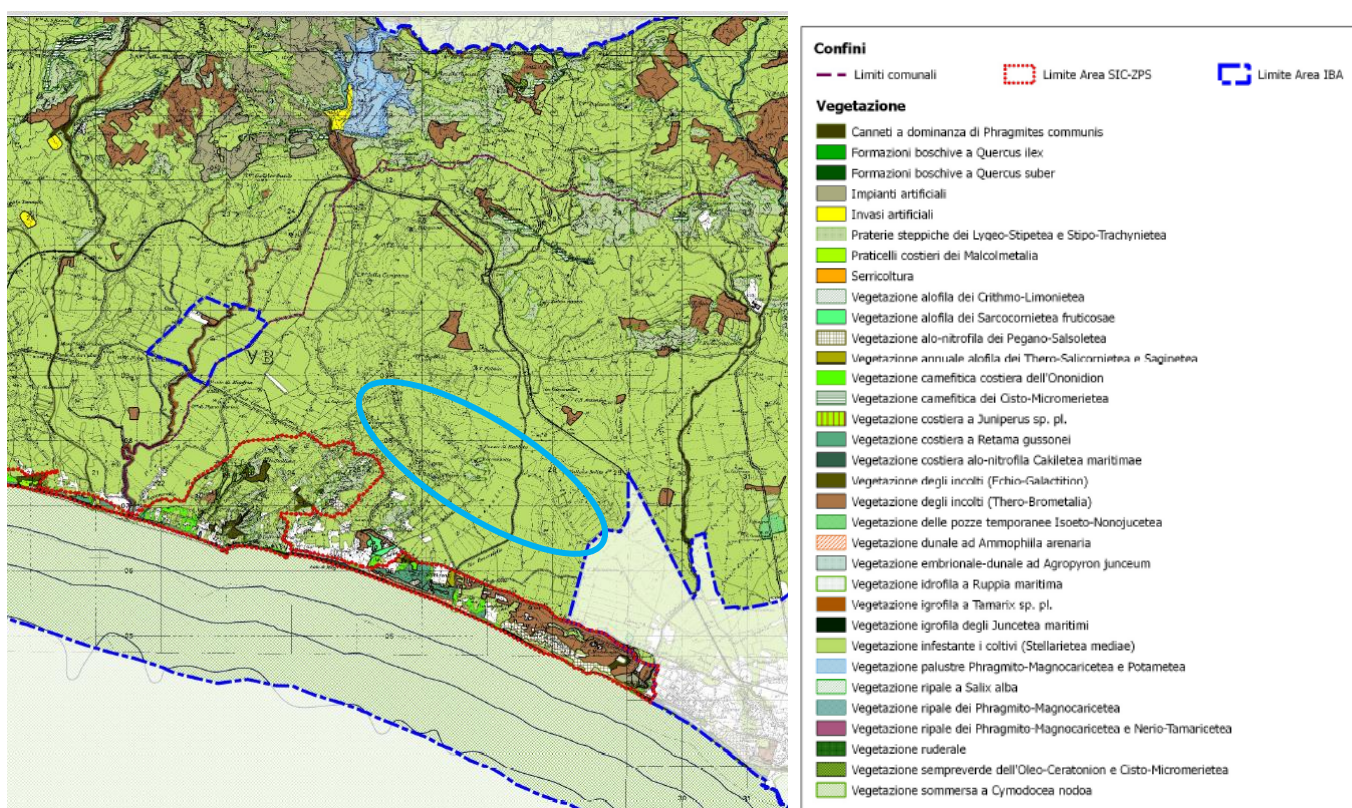 VB
Confini
Limiti comunali
Limite Area SIC-ZPS
Limite Area IBA
Vegetazione
Canneti a dominanza di Phragmites communis
Formazioni boschive a Quercus ilex
Formazioni boschive a Quercus suber
Impianti artificiali
Invasi artificiali
Praterie steppiche dei Lygeo-Stipetea e Stipo-Trachynietea
Praticelli costieri dei Malcolmetalia
Serricoltura
Vegetazione alofila dei Crithmo-Limonietea
Vegetazione alofila dei Sarcocornietea fruticosae
Vegetazione alo-nitrofila dei Pegano-Salsoletea
Vegetazione annuale alofila dei Thero-Salicornietea e Saginetea
Vegetazione camefitica costiera dell'Ononidion
Vegetazione camefitica dei Cisto-Micromerietea
Vegetazione costiera a Juniperus sp. pl.
Vegetazione costiera a Retama gussonei
Vegetazione costiera alo-nitrofila Cakiletea maritimae
Vegetazione degli incolti (Echio-Galactition)
Vegetazione degli incolti (Thero-Brometalia)
Vegetazione delle pozze temporanee Isoeto-Nonojucetea
Vegetazione dunale ad Ammophiila arenaria
Vegetazione embrionale-dunale ad Agropyron junceum
Vegetazione idrofila a Ruppia maritima
Vegetazione igrofila a Tamarix sp. pl.
Vegetazione igrofila degli Juncetea maritimi
Vegetazione infestante i coltivi (Stellarietea mediae)
Vegetazione palustre Phragmito-Magnocaricetea e Potametea
Vegetazione ripale a Salix alba
Vegetazione ripale dei Phragmito-Magnocaricetea
Vegetazione ripale dei Phragmito-Magnocaricetea e Nerio-Tamaricetea
Vegetazione ruderale
Vegetazione sempreverde dell'Oleo-Ceratonion e Cisto-Micromerietea
Vegetazione sommersa a Cymodocea nodoa